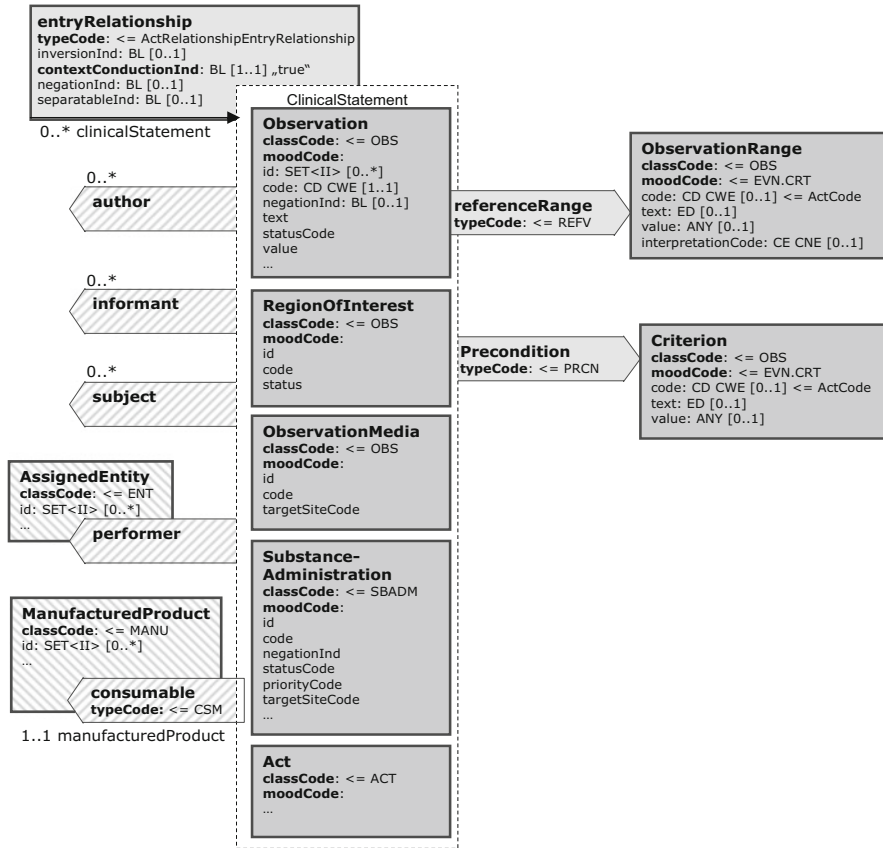 entryRelationship
typeCode: <= ActRelationshipEntryRelationship
inversionInd: BL [0..1]
contextConductionInd: BL [1..1] „true“
negationInd: BL [0..1]
separatableInd: BL [0..1]
0..* clinicalStatement
ClinicalStatement
Observation
classCode: <= OBS
moodCode:
id: SET<II> [0..*]
code: CD CWE [1..1]
negationInd: BL [0..1]
text
statusCode
value
...
0..*
author
referenceRange
typeCode: <= REFV
ObservationRange
classCode: <= OBS
moodCode: <= EVN.CRT
code: CD CWE [0..1] <= ActCode
text: ED [0..1]
value: ANY [0..1]
interpretationCode: CE CNE [0..1]
0..*
informant
RegionOfInterest
classCode: <= OBS
moodCode:
id
code
status
Precondition
typeCode: <= PRCN
Criterion
classCode: <= OBS
moodCode: <= EVN.CRT
code: CD CWE [0..1] <= ActCode
text: ED [0..1]
value: ANY [0..1]
0..*
subject
ObservationMedia
classCode: <= OBS
moodCode:
id
code
targetSiteCode
AssignedEntity
classCode: <= ENT
id: SET<II> [0..*]
...
performer
Substance-
Administration
classCode: <= SBADM
moodCode:
id
code
negationInd
statusCode
priorityCode
targetSiteCode
...
ManufacturedProduct
classCode: <= MANU
id: SET<II> [0..*]
...
consumable
typeCode: <= CSM
1..1 manufacturedProduct
Act
classCode: <= ACT
moodCode:
...